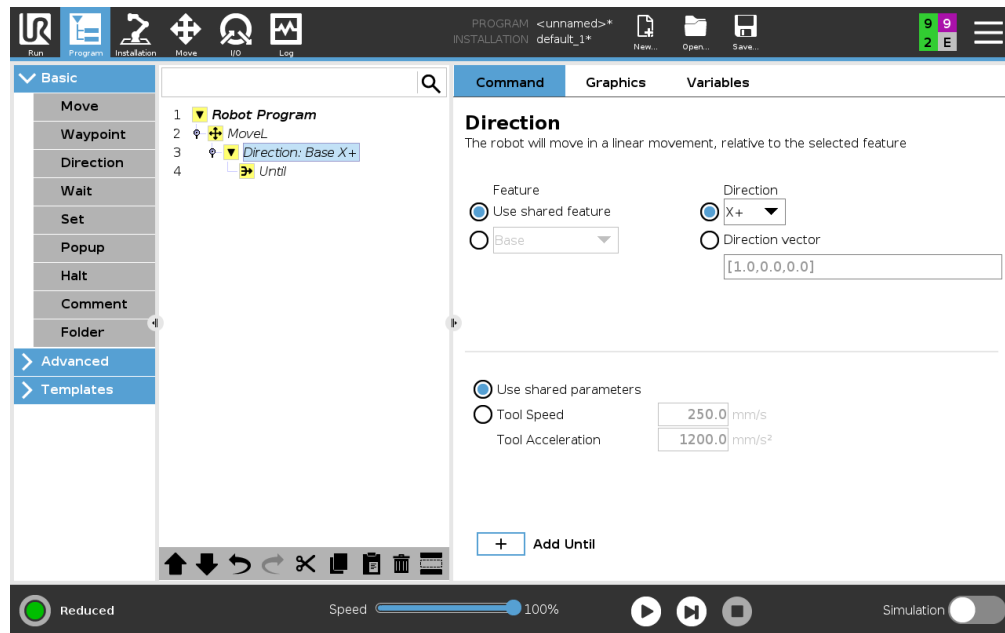 PROGRAM <unnamed>*
INSTALLATION default_1*
UR
Run
Program
Installation
Move
I/O
Log
New...
Open...
Save...
9 9
2 E
Basic
Move
Waypoint
Direction
Wait
Set
Popup
Halt
Comment
Folder
Advanced
Templates
1 Robot Program
2 MoveL
3 Direction: Base X+
4 Until
Command Graphics Variables
Direction
The robot will move in a linear movement, relative to the selected feature
Feature
Use shared feature
Base
Direction
X+
Direction vector
[1.0,0.0,0.0]
Use shared parameters
Tool Speed 250.0 mm/s
Tool Acceleration 1200.0 mm/s²
+ Add Until
Reduced
Speed 100%
Simulation